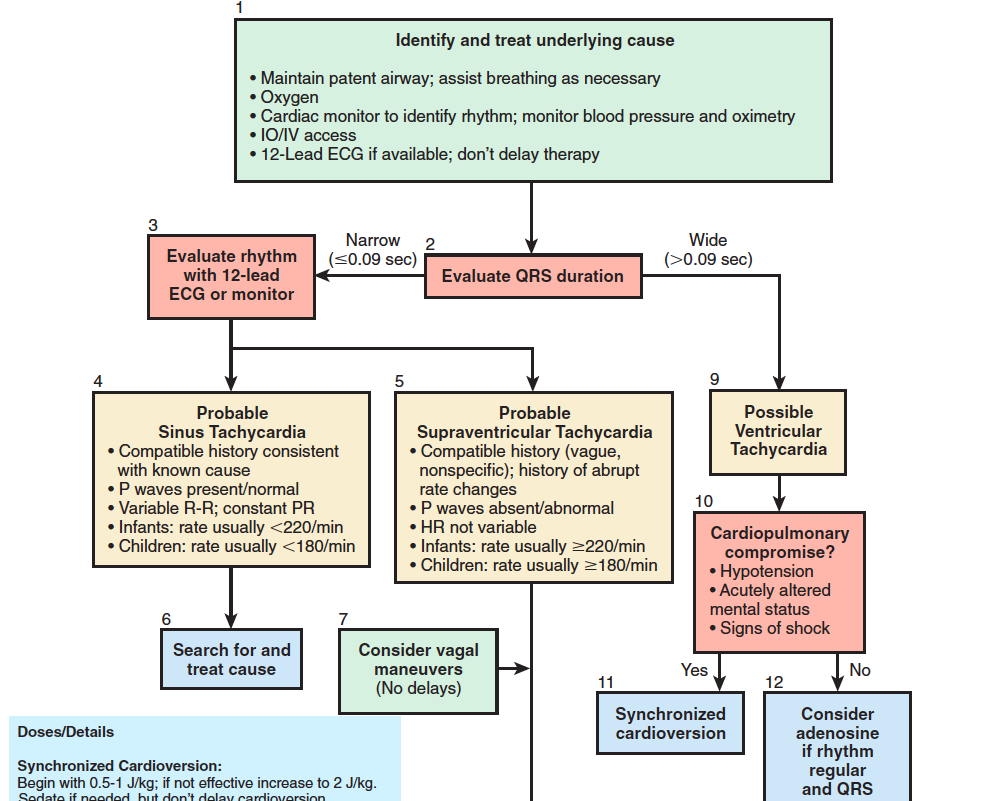 1
Identify and treat underlying cause
• Maintain patent airway; assist breathing as necessary
• Oxygen
• Cardiac monitor to identify rhythm; monitor blood pressure and oximetry
• IO/IV access
• 12-Lead ECG if available; don't delay therapy
3
Evaluate rhythm
with 12-lead
ECG or monitor
Narrow
(≤0.09 sec)
2
Evaluate QRS duration
Wide
(>0.09 sec)
4
Probable
Sinus Tachycardia
• Compatible history consistent
with known cause
• P waves present/normal
• Variable R-R; constant PR
• Infants: rate usually <220/min
• Children: rate usually <180/min
5
Probable
Supraventricular Tachycardia
• Compatible history (vague,
nonspecific); history of abrupt
rate changes
• P waves absent/abnormal
• HR not variable
• Infants: rate usually ≥220/min
• Children: rate usually ≥180/min
9
Possible
Ventricular
Tachycardia
10
Cardiopulmonary
compromise?
• Hypotension
• Acutely altered
mental status
• Signs of shock
6
Search for and
treat cause
7
Consider vagal
maneuvers
(No delays)
Yes
No
11
Synchronized
cardioversion
12
Consider
adenosine
if rhythm
regular
and QRS
Doses/Details
Synchronized Cardioversion:
Begin with 0.5-1 J/kg; if not effective increase to 2 J/kg.
Sedate if needed, but don't delay cardioversion